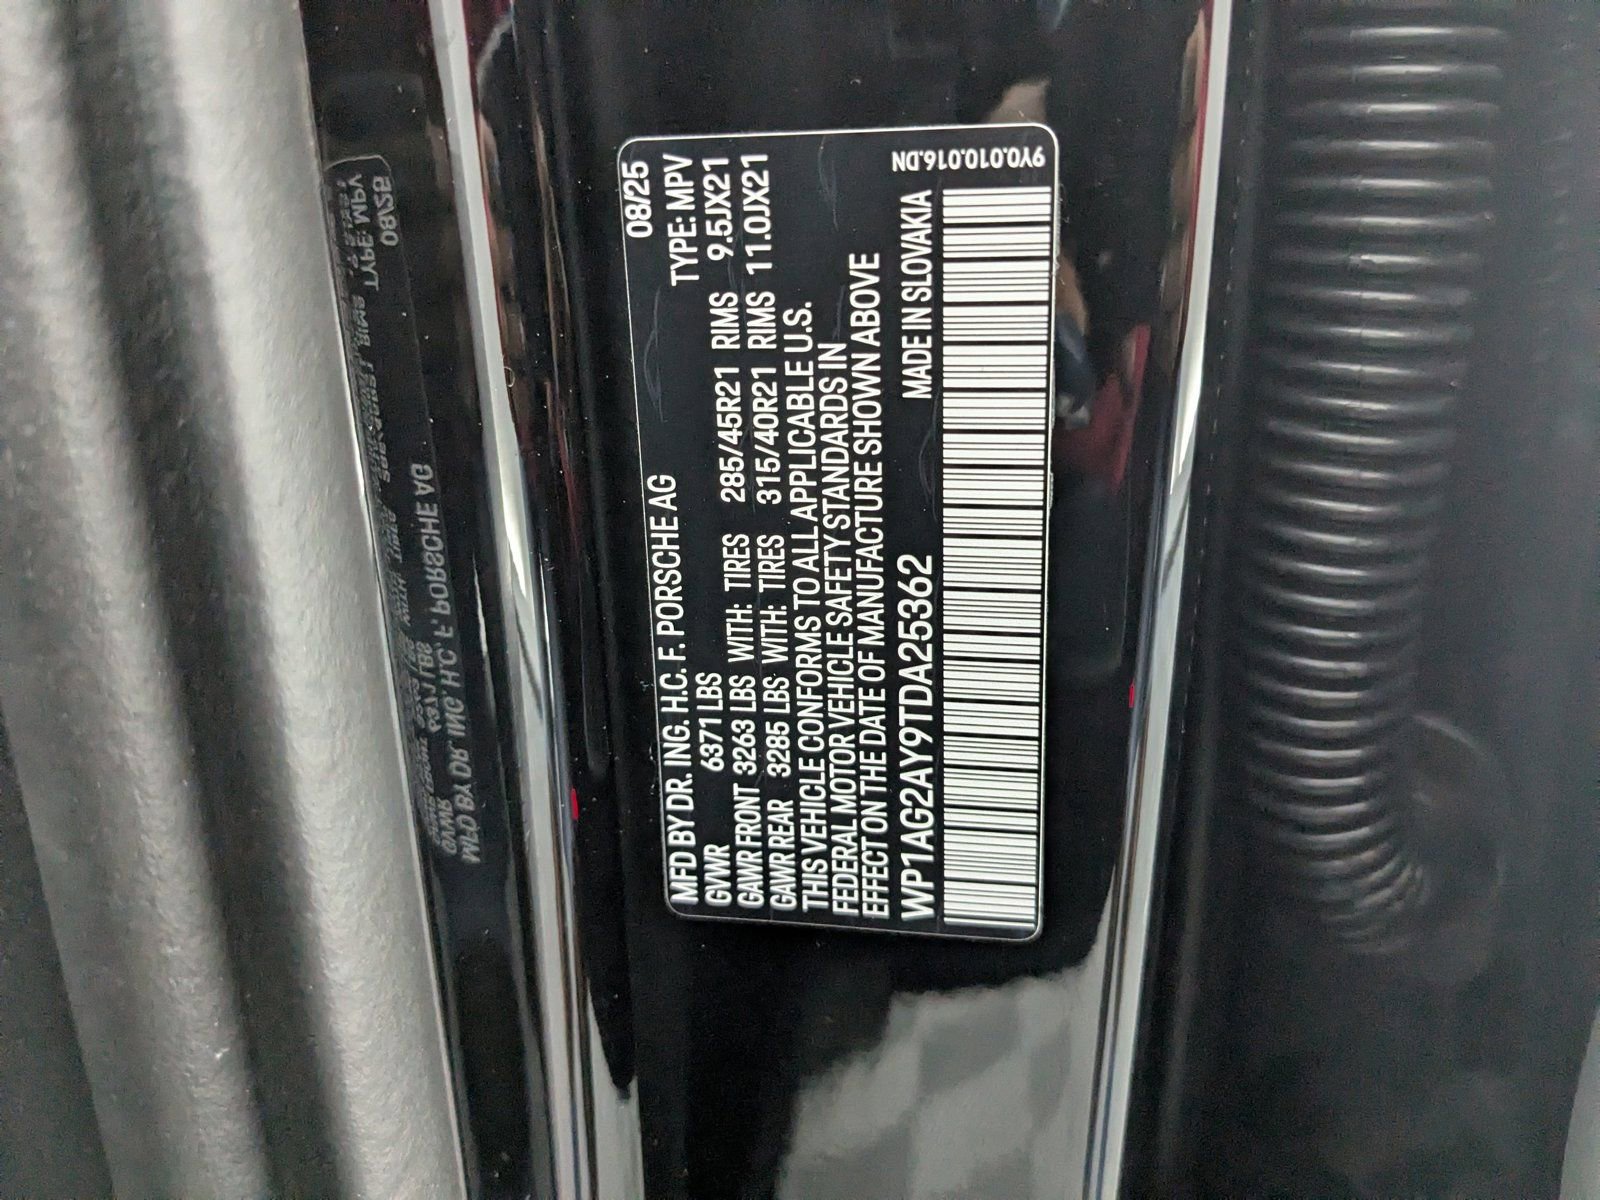 MFD BY DR. ING. H.C. F. PORSCHE AG 08/25
GVWR 6371 LBS TYPE: MPV
GAWR FRONT 3263 LBS WITH: TIRES 285/45R21 RIMS 9.5JX21
GAWR REAR 3285 LBS WITH: TIRES 315/40R21 RIMS 11.0JX21
THIS VEHICLE CONFORMS TO ALL APPLICABLE U.S.
FEDERAL MOTOR VEHICLE SAFETY STANDARDS IN
EFFECT ON THE DATE OF MANUFACTURE SHOWN ABOVE
WP1AG2AY9TDA25362 MADE IN SLOVAKIA
9Y0.010.016.DN